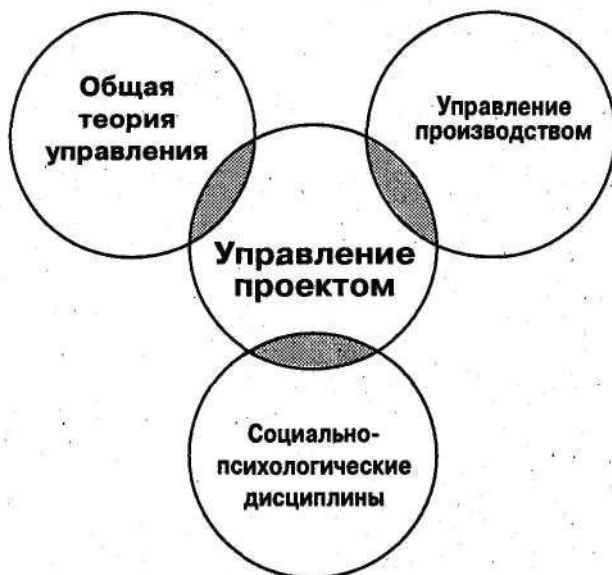 Общая
теория
управления
Управление
производством
Управление
проектом
Социально-
психологические
дисциплины